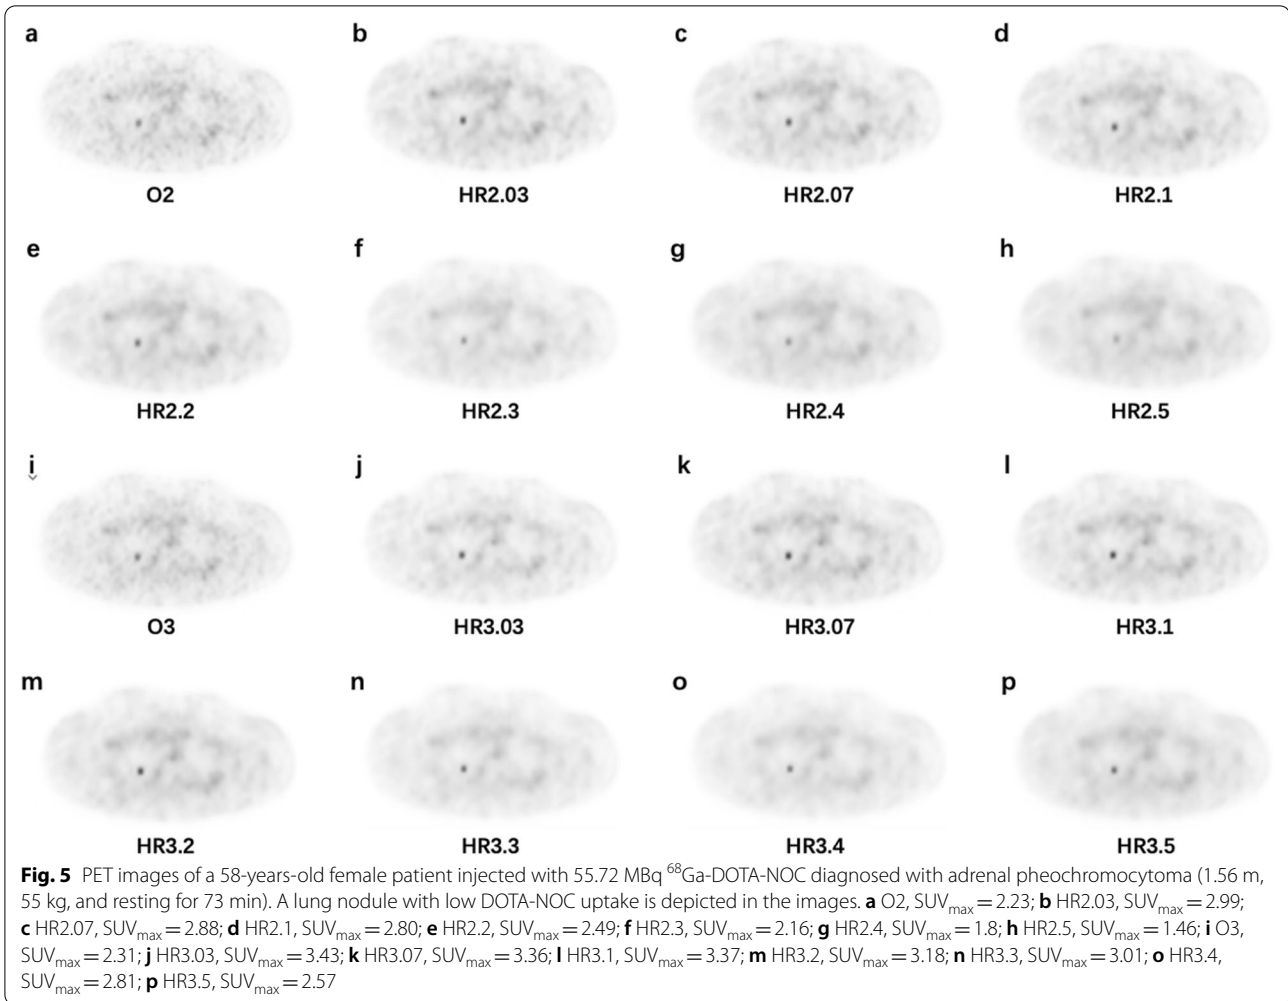 a b c d
O2 HR2.03 HR2.07 HR2.1
e f g h
HR2.2 HR2.3 HR2.4 HR2.5
i j k l
O3 HR3.03 HR3.07 HR3.1
m n o p
HR3.2 HR3.3 HR3.4 HR3.5
Fig. 5 PET images of a 58-years-old female patient injected with 55.72 MBq ⁶⁸Ga-DOTA-NOC diagnosed with adrenal pheochromocytoma (1.56 m,
55 kg, and resting for 73 min). A lung nodule with low DOTA-NOC uptake is depicted in the images. a O2, SUVmax = 2.23; b HR2.03, SUVmax = 2.99;
c HR2.07, SUVmax = 2.88; d HR2.1, SUVmax = 2.80; e HR2.2, SUVmax = 2.49; f HR2.3, SUVmax = 2.16; g HR2.4, SUVmax = 1.8; h HR2.5, SUVmax = 1.46; i O3,
SUVmax = 2.31; j HR3.03, SUVmax = 3.43; k HR3.07, SUVmax = 3.36; l HR3.1, SUVmax = 3.37; m HR3.2, SUVmax = 3.18; n HR3.3, SUVmax = 3.01; o HR3.4,
SUVmax = 2.81; p HR3.5, SUVmax = 2.57